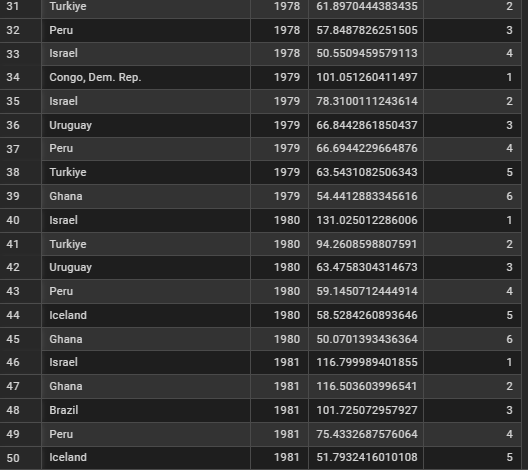 31 Turkiye 1978 61.8970444383435 2
32 Peru 1978 57.8487826251505 3
33 Israel 1978 50.5509459579113 4
34 Congo, Dem. Rep. 1979 101.051260411497 1
35 Israel 1979 78.3100111243614 2
36 Uruguay 1979 66.8442861850437 3
37 Peru 1979 66.6944229664876 4
38 Turkiye 1979 63.5431082506343 5
39 Ghana 1979 54.4412883345616 6
40 Israel 1980 131.025012286006 1
41 Turkiye 1980 94.2608598807591 2
42 Uruguay 1980 63.4758304314673 3
43 Peru 1980 59.1450712444914 4
44 Iceland 1980 58.5284260893646 5
45 Ghana 1980 50.0701393436364 6
46 Israel 1981 116.799989401855 1
47 Ghana 1981 116.503603996541 2
48 Brazil 1981 101.725072957927 3
49 Peru 1981 75.4332687576064 4
50 Iceland 1981 51.7932416010108 5